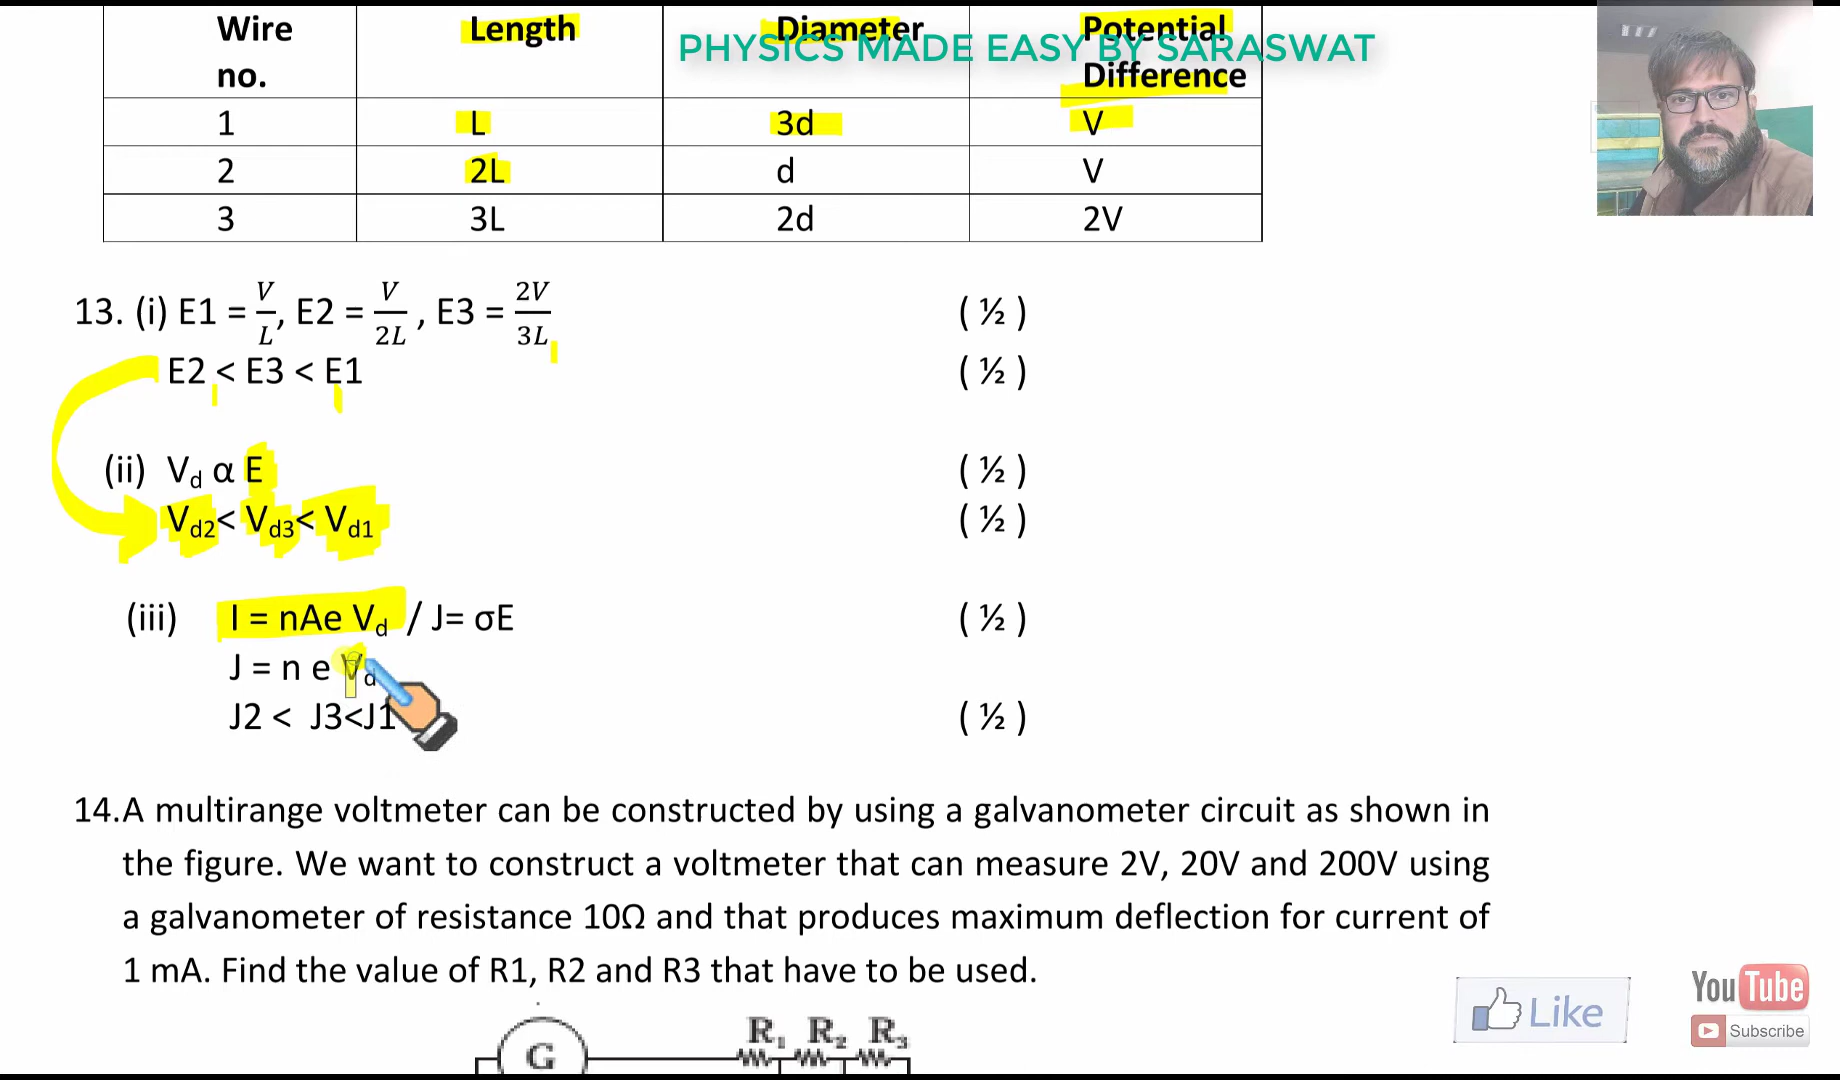 Wire no. Length Diameter Potential Difference
PHYSICS MADE EASY BY SARASWAT
1 L 3d V
2 2L d V
3 3L 2d 2V
13. (i) E1 = V/L, E2 = V/2L , E3 = 2V/3L ( ½ )
E2 < E3 < E1 ( ½ )
(ii) Vd α E ( ½ )
Vd2< Vd3< Vd1 ( ½ )
(iii) I = nAe Vd / J= σE ( ½ )
J = n e Vd
J2 < J3<J1 ( ½ )
14.A multirange voltmeter can be constructed by using a galvanometer circuit as shown in
the figure. We want to construct a voltmeter that can measure 2V, 20V and 200V using
a galvanometer of resistance 10Ω and that produces maximum deflection for current of
1 mA. Find the value of R1, R2 and R3 that have to be used.
G R1 R2 R3
Like
YouTube
Subscribe